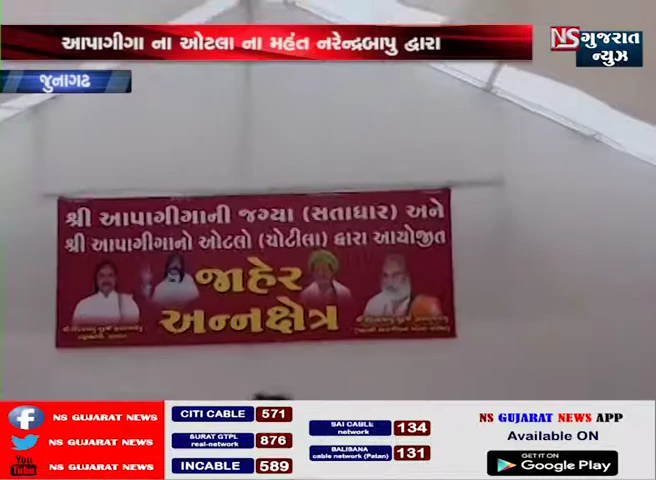 આપાગીગા ના ઓટલા ના મહંત નરેન્દ્રબાપુ દ્વારા
NS ગુજરાત
ન્યુઝ
જુનાગઢ
શ્રી આપાગીગાની જગ્યા (સતાધાર) અને
શ્રી આપાગીગાનો ઓટલો (ચોટીલા) દ્વારા આયોજીત
જાહેર
અન્નક્ષેત્ર
NS GUJARAT NEWS
NS GUJARAT NEWS
You Tube NS GUJARAT NEWS
CITI CABLE 571
SURAT GTPL real-network 876
INCABLE 589
SAI CABLE network 134
BALISANA cable network (Patan) 131
NS GUJARAT NEWS APP
Available ON
GET IT ON
Google Play